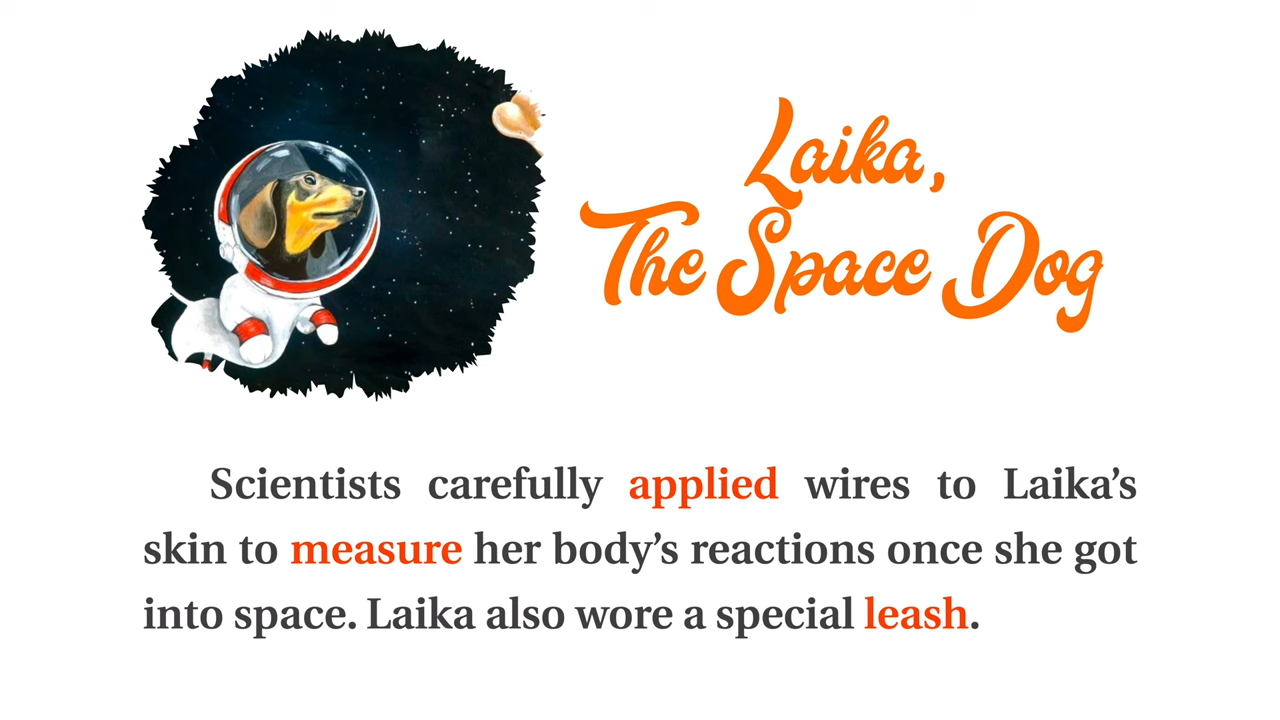 Laika,
The Space Dog
Scientists carefully applied wires to Laika’s
skin to measure her body’s reactions once she got
into space. Laika also wore a special leash.